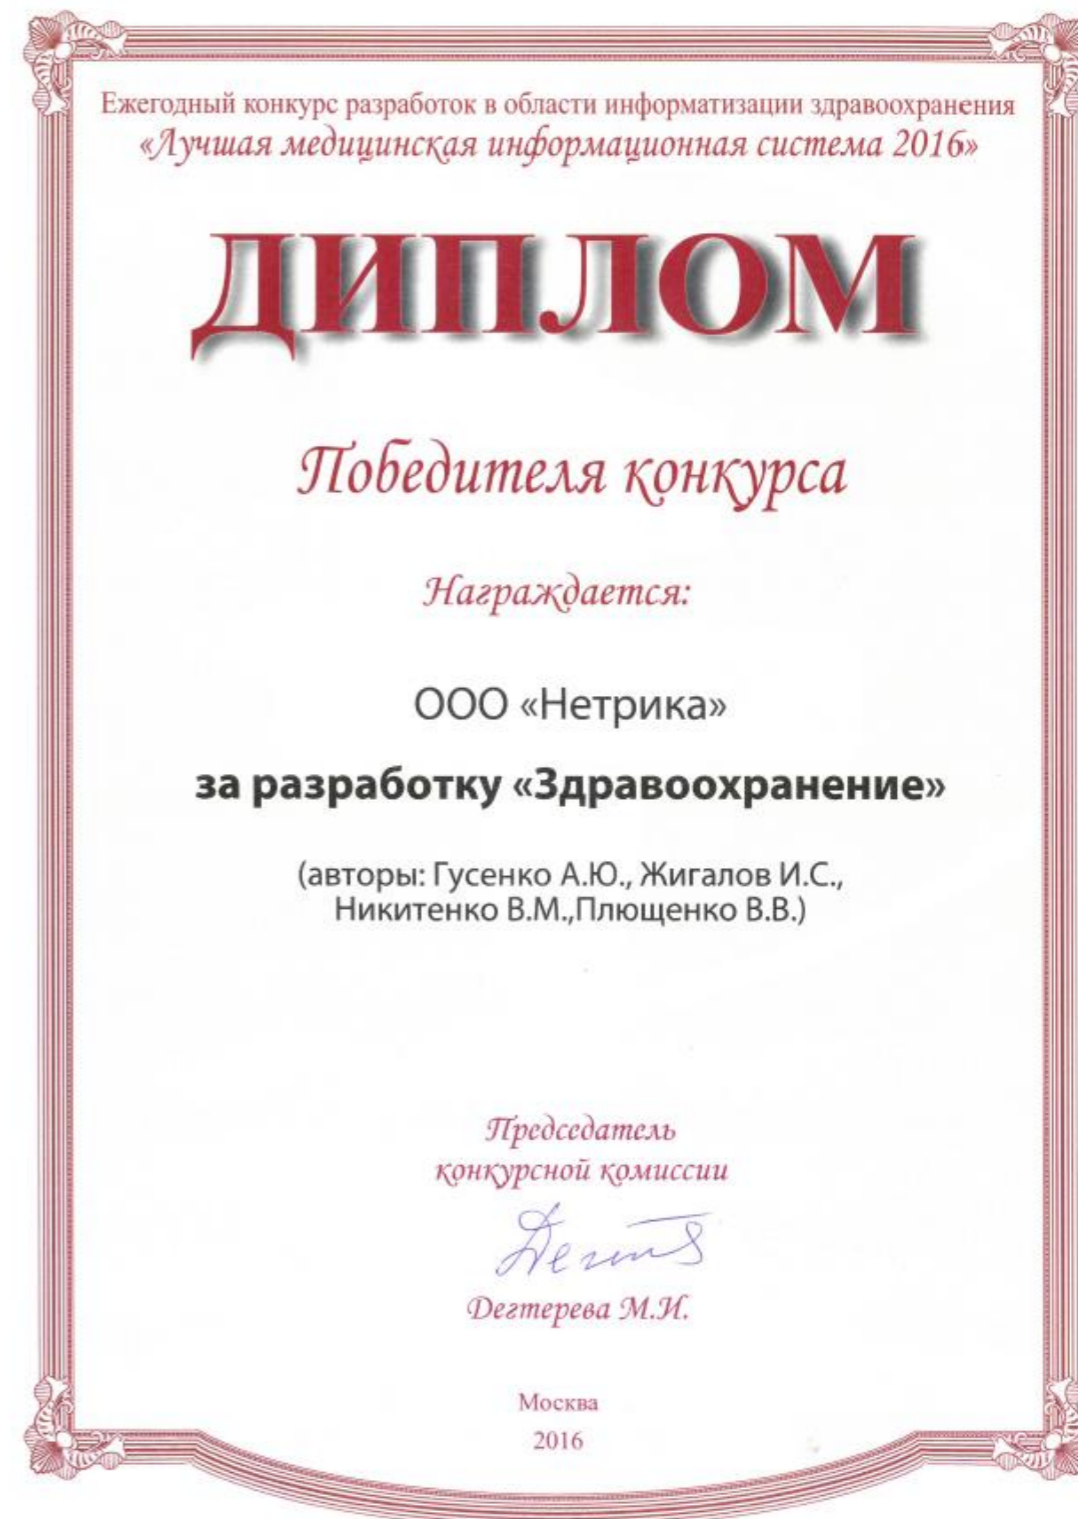 Ежегодный конкурс разработок в области информатизации здравоохранения
«Лучшая медицинская информационная система 2016»
ДИПЛОМ
Победителя конкурса
Награждается:
ООО «Нетрика»
за разработку «Здравоохранение»
(авторы: Гусенко А.Ю., Жигалов И.С.,
Никитенко В.М.,Плющенко В.В.)
Председатель
конкурсной комиссии
Дегтерева М.И.
Москва
2016